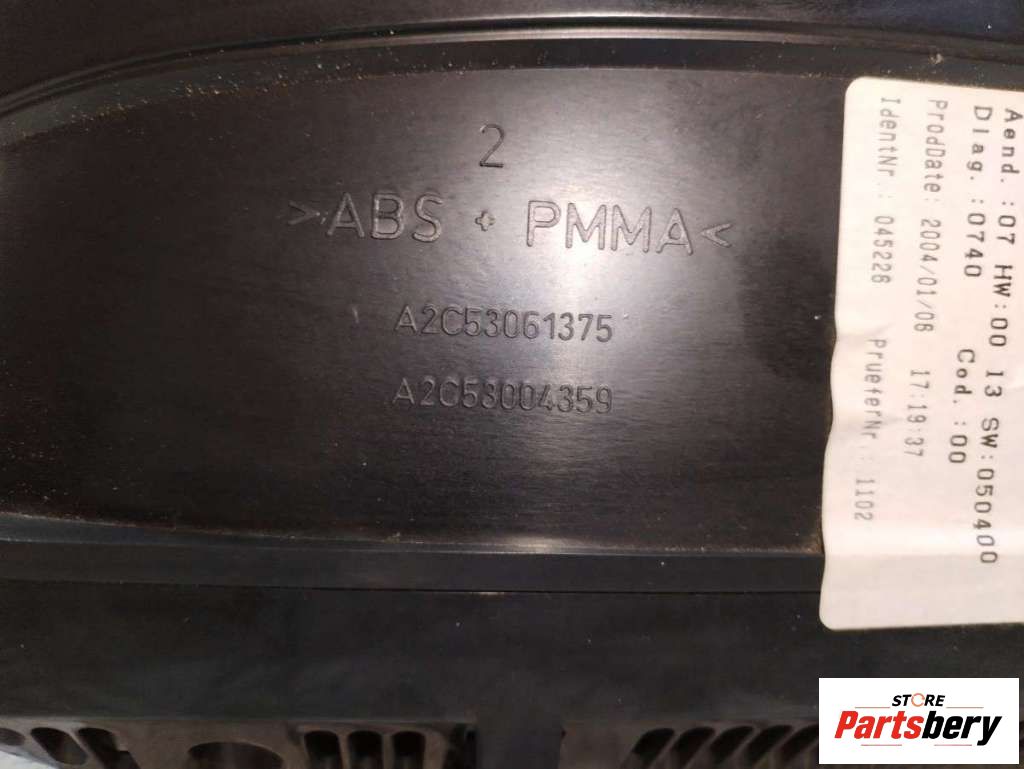 2
>ABS + PMMA<
A2C53061375
A2C53004359
Aend.:07 HW:00 13 SW:050400
Diag.:0740 Cod.:00
ProdDate: 2004/01/06 17:19:37
IdentNr.: 045226 PrueferNr.: 1102
STORE
Partsbery